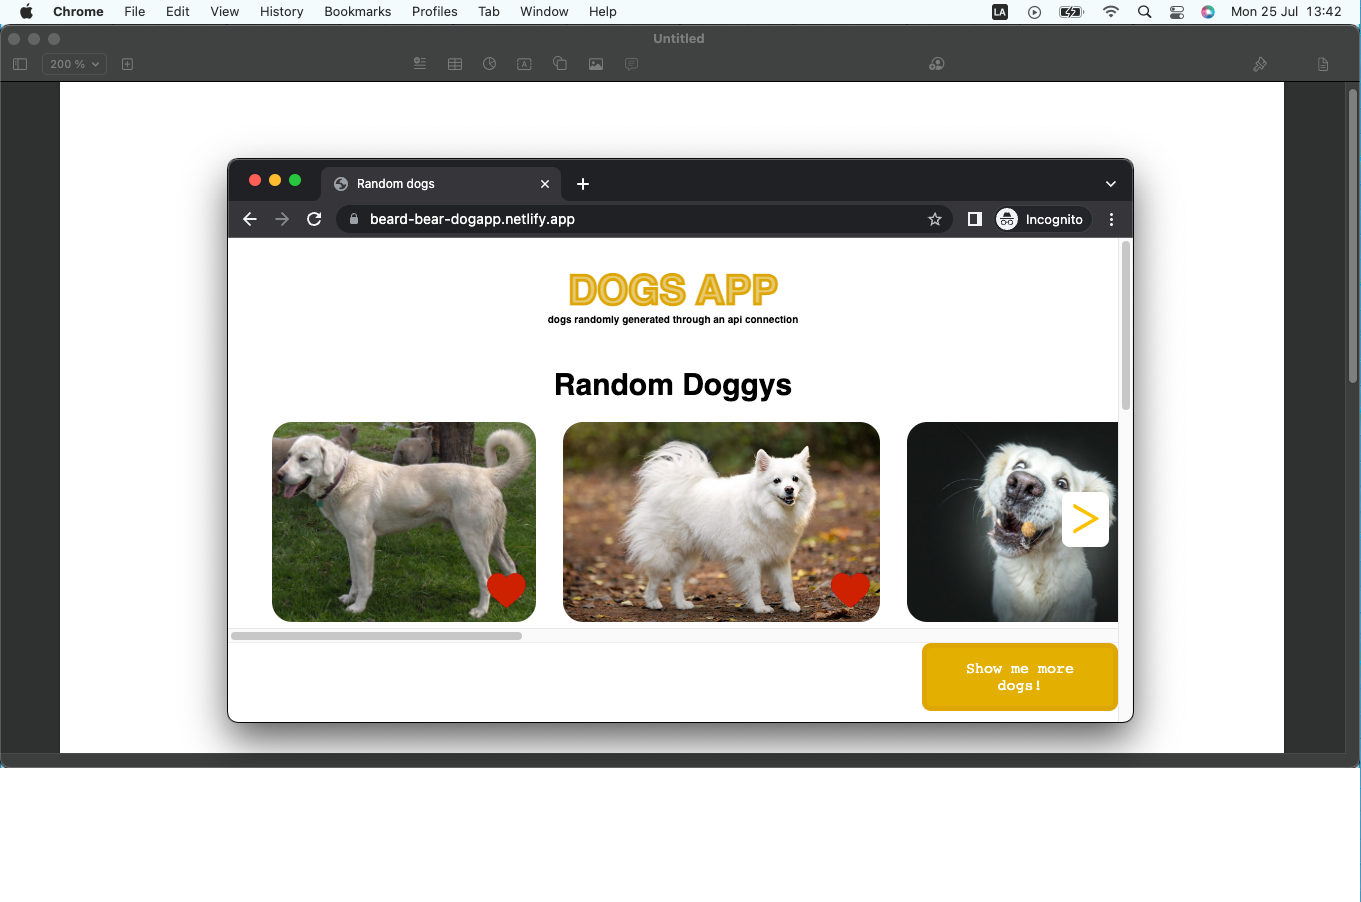 Chrome File Edit View History Bookmarks Profiles Tab Window Help LA Mon 25 Jul 13:42
Untitled
200 %
Random dogs
beard-bear-dogapp.netlify.app Incognito
DOGS APP
dogs randomly generated through an api connection
Random Doggys
>
Show me more
dogs!